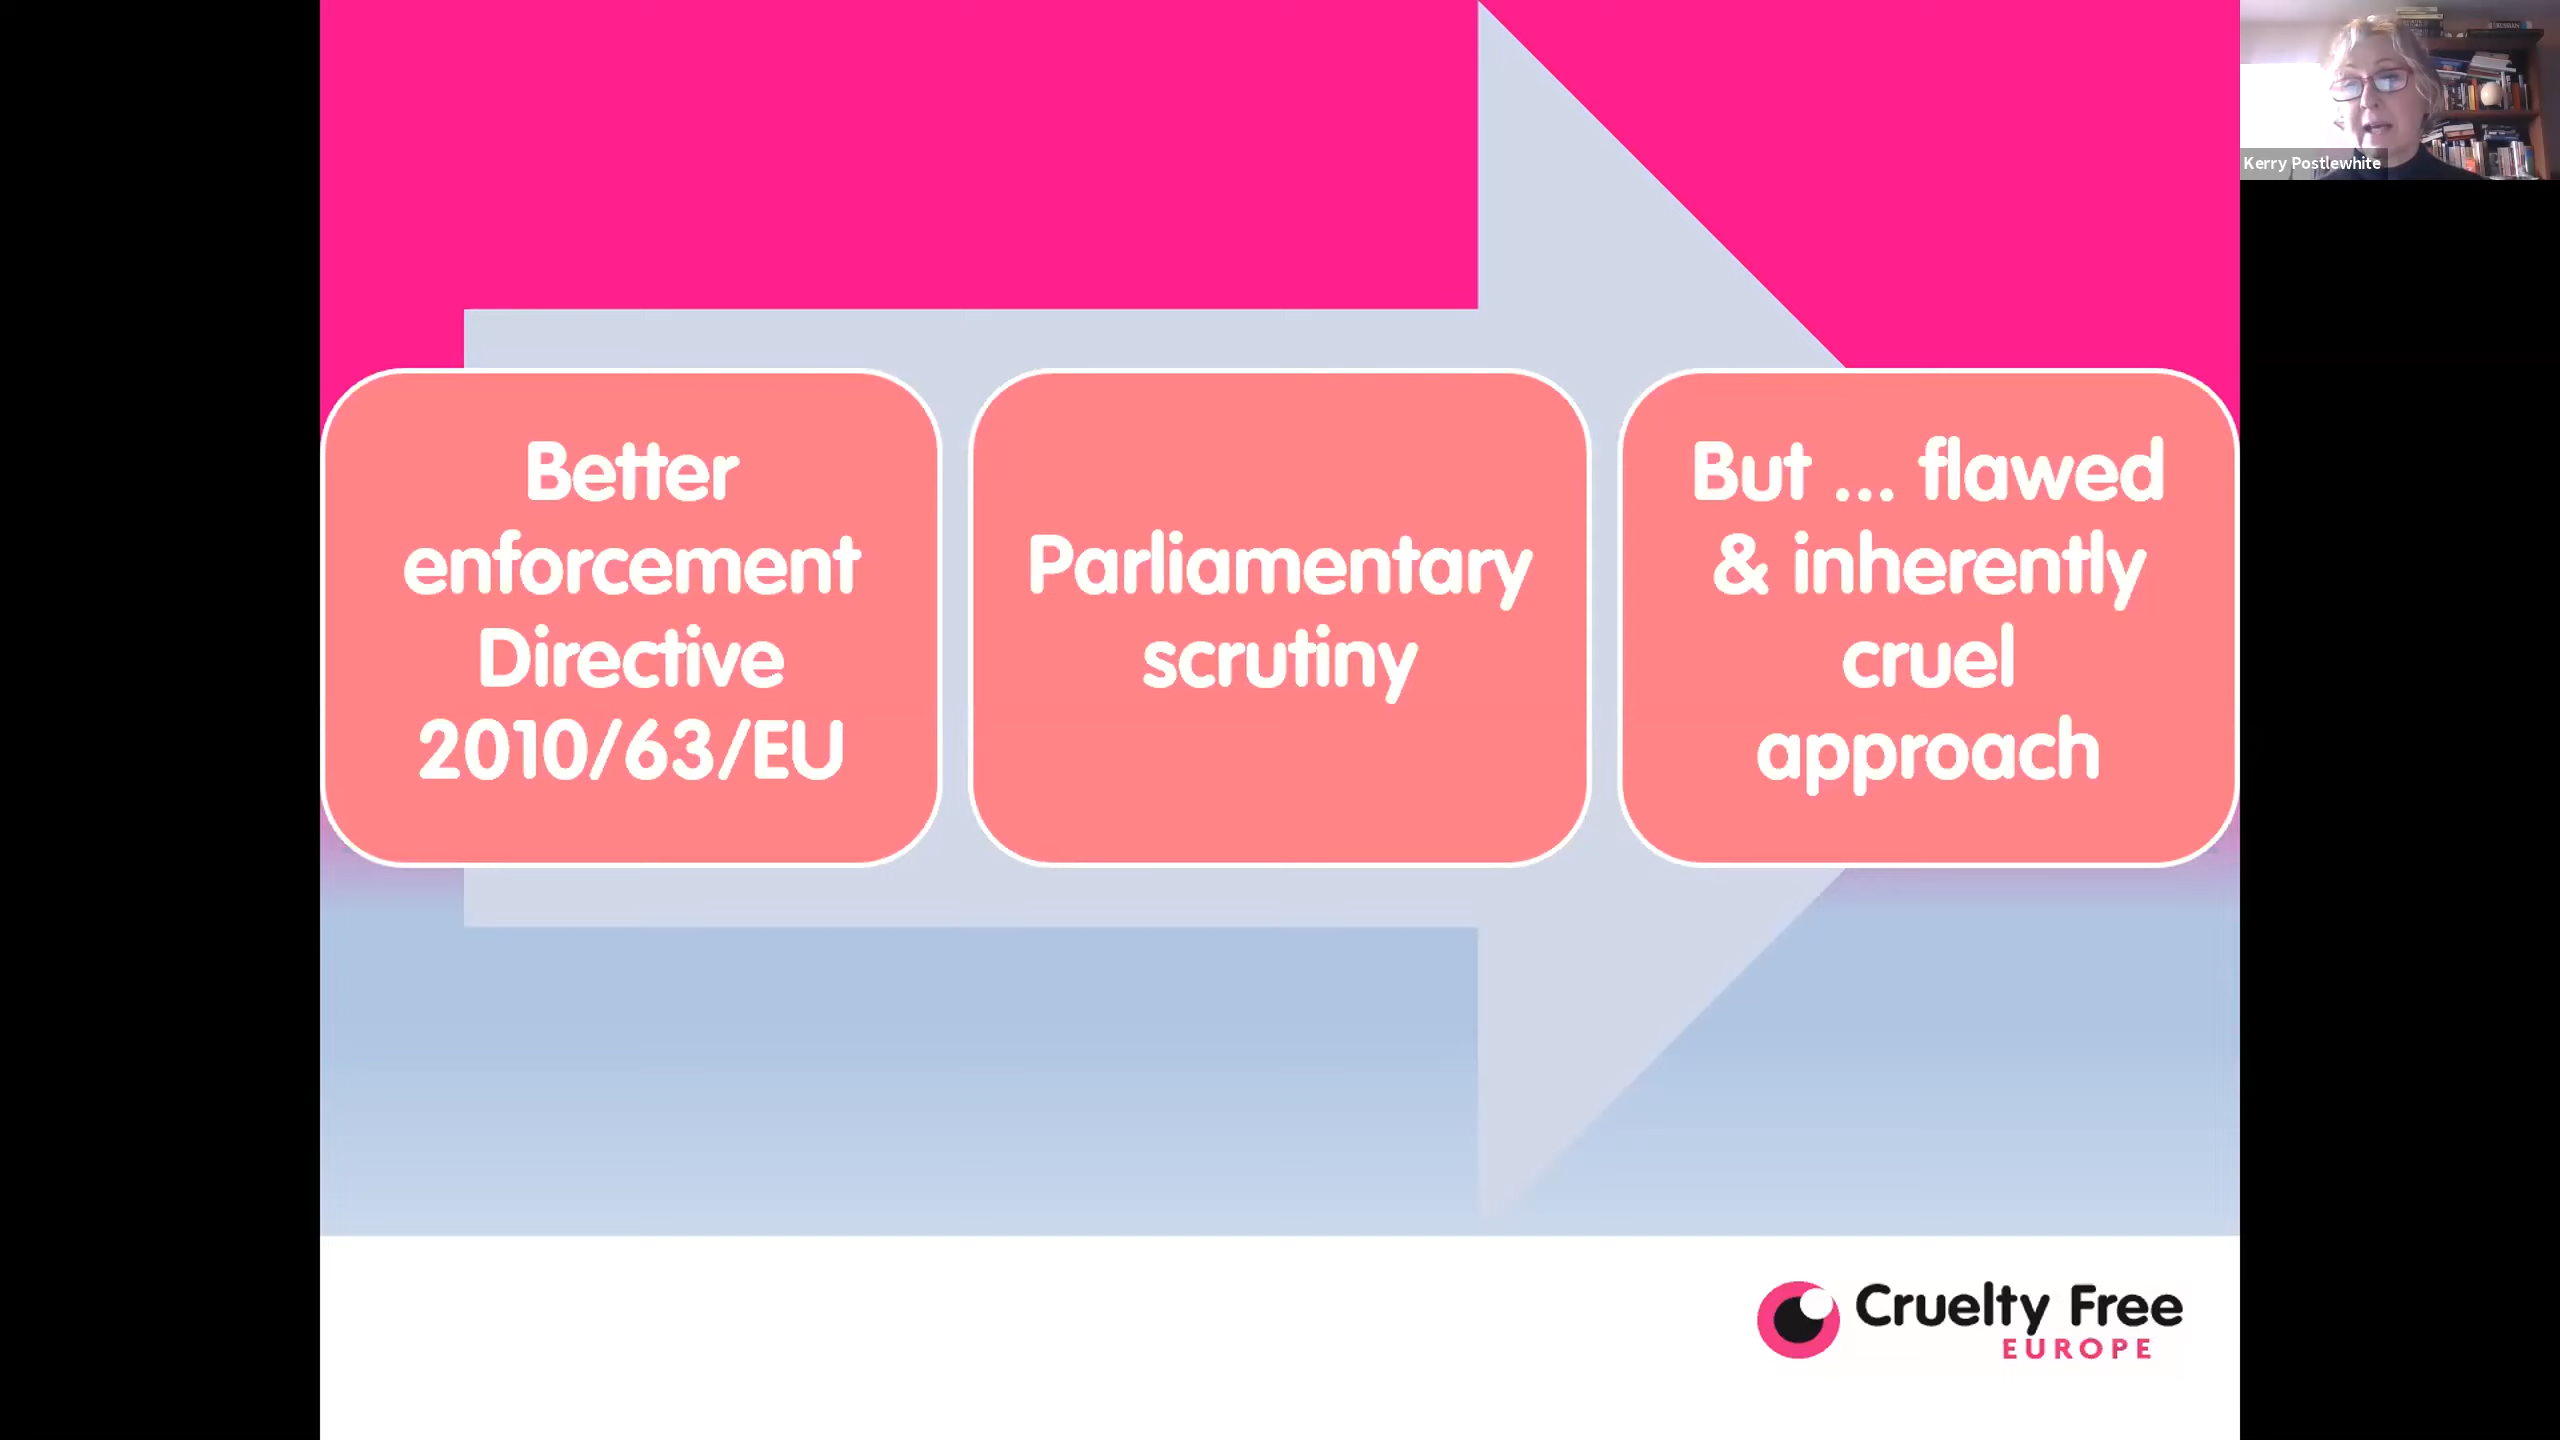 Better
enforcement
Directive
2010/63/EU
Parliamentary
scrutiny
But ... flawed
& inherently
cruel
approach
Kerry Postlewhite
Cruelty Free
EUROPE